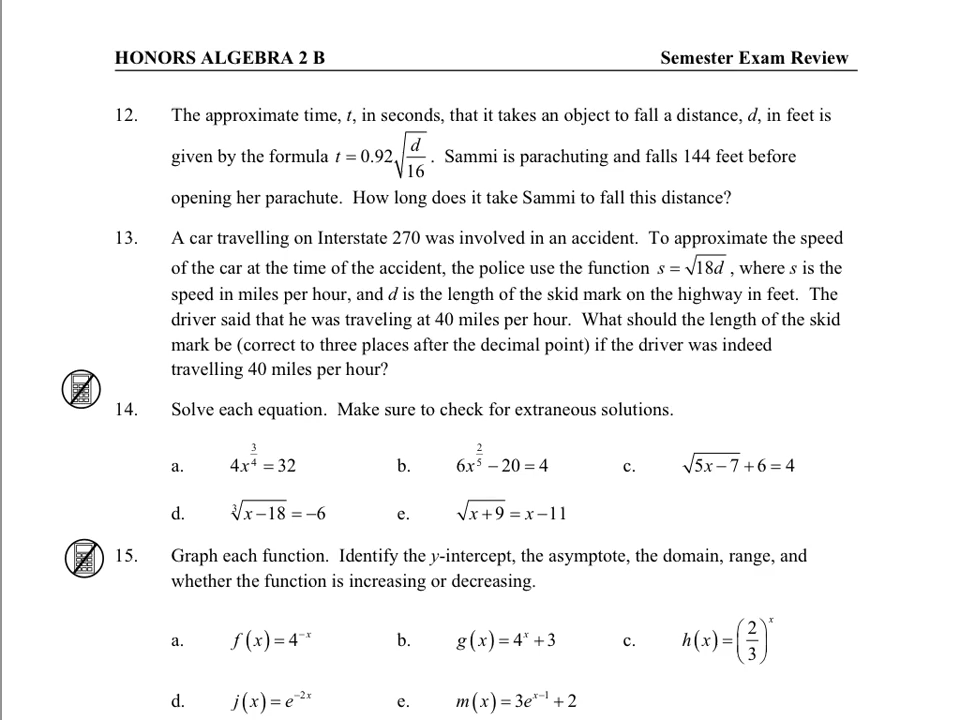 HONORS ALGEBRA 2 B Semester Exam Review
12. The approximate time, t, in seconds, that it takes an object to fall a distance, d, in feet is
given by the formula t = 0.92√(d/16). Sammi is parachuting and falls 144 feet before
opening her parachute. How long does it take Sammi to fall this distance?
13. A car travelling on Interstate 270 was involved in an accident. To approximate the speed
of the car at the time of the accident, the police use the function s = √(18d), where s is the
speed in miles per hour, and d is the length of the skid mark on the highway in feet. The
driver said that he was traveling at 40 miles per hour. What should the length of the skid
mark be (correct to three places after the decimal point) if the driver was indeed
travelling 40 miles per hour?
14. Solve each equation. Make sure to check for extraneous solutions.
a. 4x^(3/4) = 32 b. 6x^(2/5) − 20 = 4 c. √(5x − 7) + 6 = 4
d. ∛(x − 18) = −6 e. √(x + 9) = x − 11
15. Graph each function. Identify the y-intercept, the asymptote, the domain, range, and
whether the function is increasing or decreasing.
a. f(x) = 4^(−x) b. g(x) = 4^x + 3 c. h(x) = (2/3)^x
d. j(x) = e^(−2x) e. m(x) = 3e^(x−1) + 2